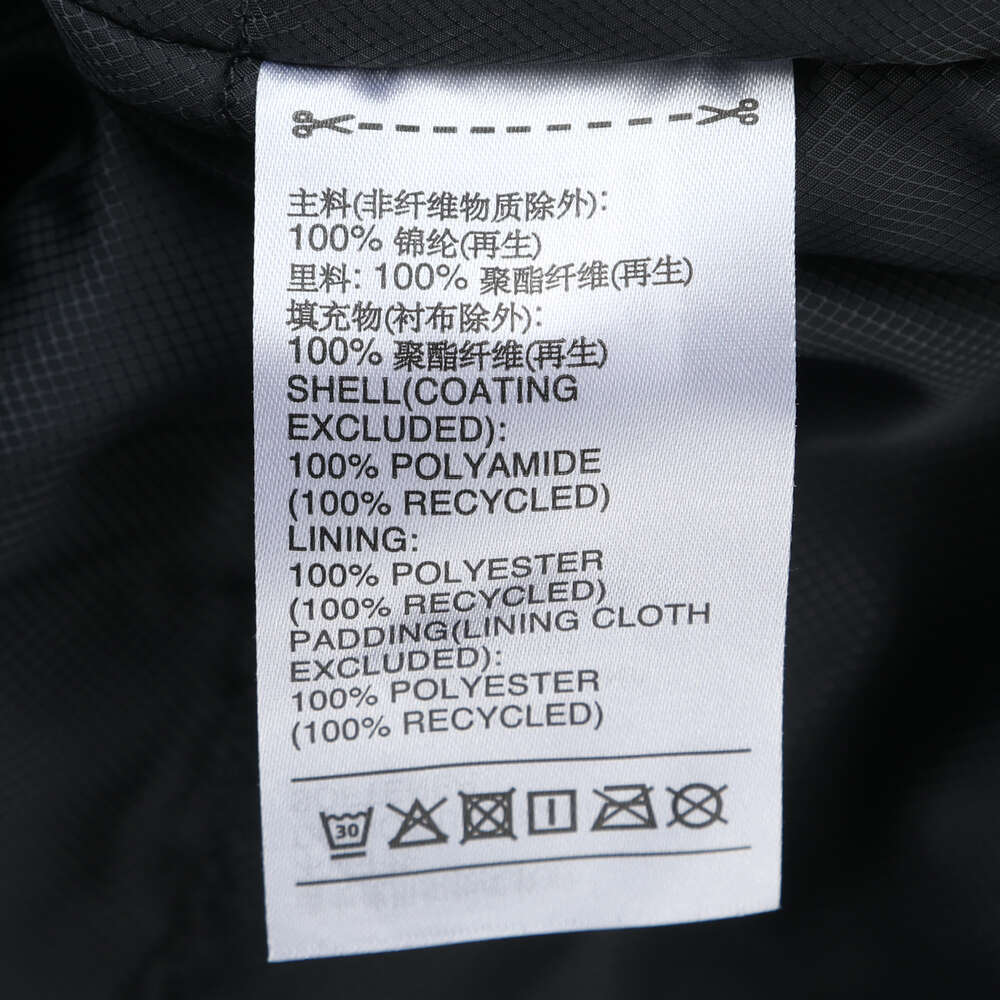 主料(非纤维物质除外):
100% 锦纶(再生)
里料: 100% 聚酯纤维(再生)
填充物(衬布除外):
100% 聚酯纤维(再生)
SHELL(COATING
EXCLUDED):
100% POLYAMIDE
(100% RECYCLED)
LINING:
100% POLYESTER
(100% RECYCLED)
PADDING(LINING CLOTH
EXCLUDED):
100% POLYESTER
(100% RECYCLED)
30